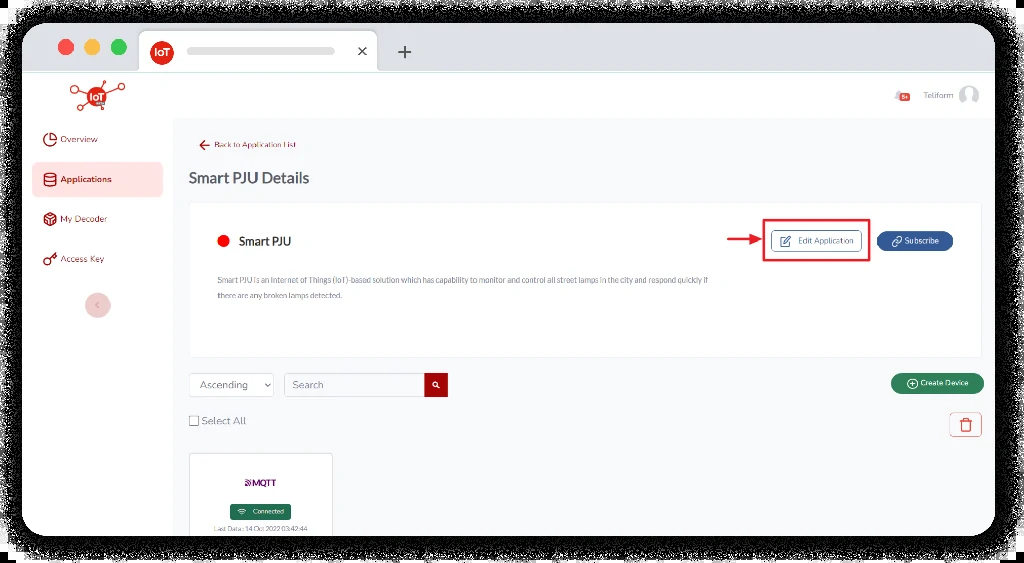 IoT
IoT
5+
Teliform
Overview
Applications
My Decoder
Access Key
Back to Application List
Smart PJU Details
Smart PJU
Edit Application
Subscribe
Smart PJU is an Internet of Things (IoT)-based solution which has capability to monitor and control all street lamps in the city and respond quickly if
there are any broken lamps detected.
Ascending
Search
Create Device
Select All
MQTT
Connected
Last Data : 14 Oct 2022 03:42:44